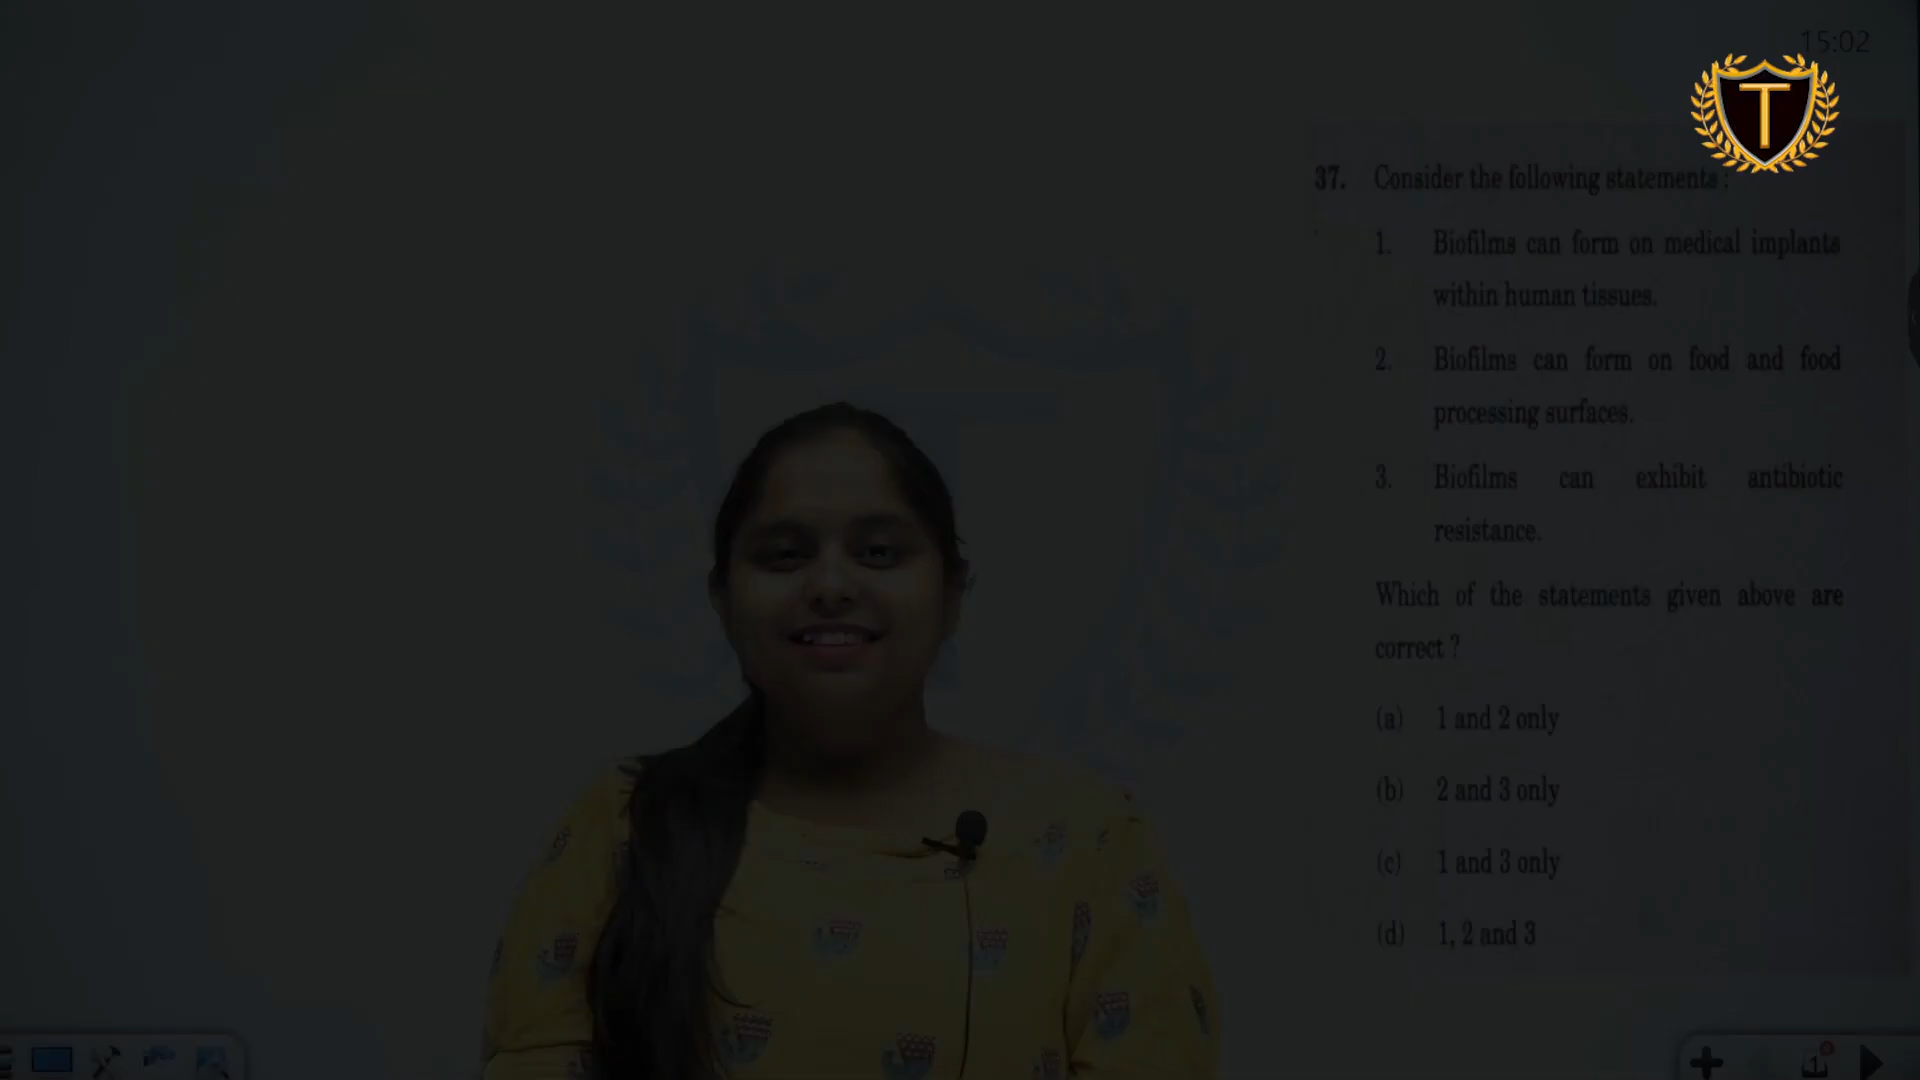 15:02
T
37. Consider the following statements :
1. Biofilms can form on medical implants
within human tissues.
2. Biofilms can form on food and food
processing surfaces.
3. Biofilms can exhibit antibiotic
resistance.
Which of the statements given above are
correct ?
(a) 1 and 2 only
(b) 2 and 3 only
(c) 1 and 3 only
(d) 1, 2 and 3
1